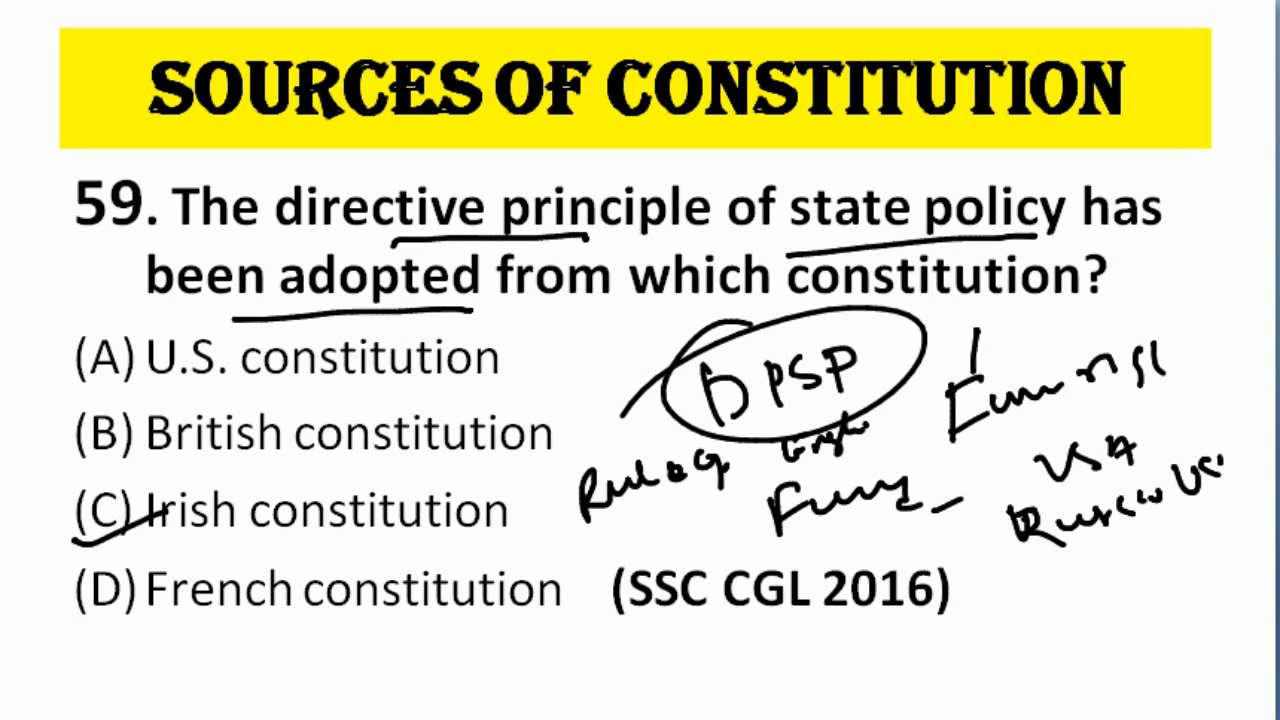 SOURCES OF CONSTITUTION
59. The directive principle of state policy has
been adopted from which constitution?
(A) U.S. constitution
(B) British constitution
(C) Irish constitution
(D) French constitution (SSC CGL 2016)
DPSP
USA